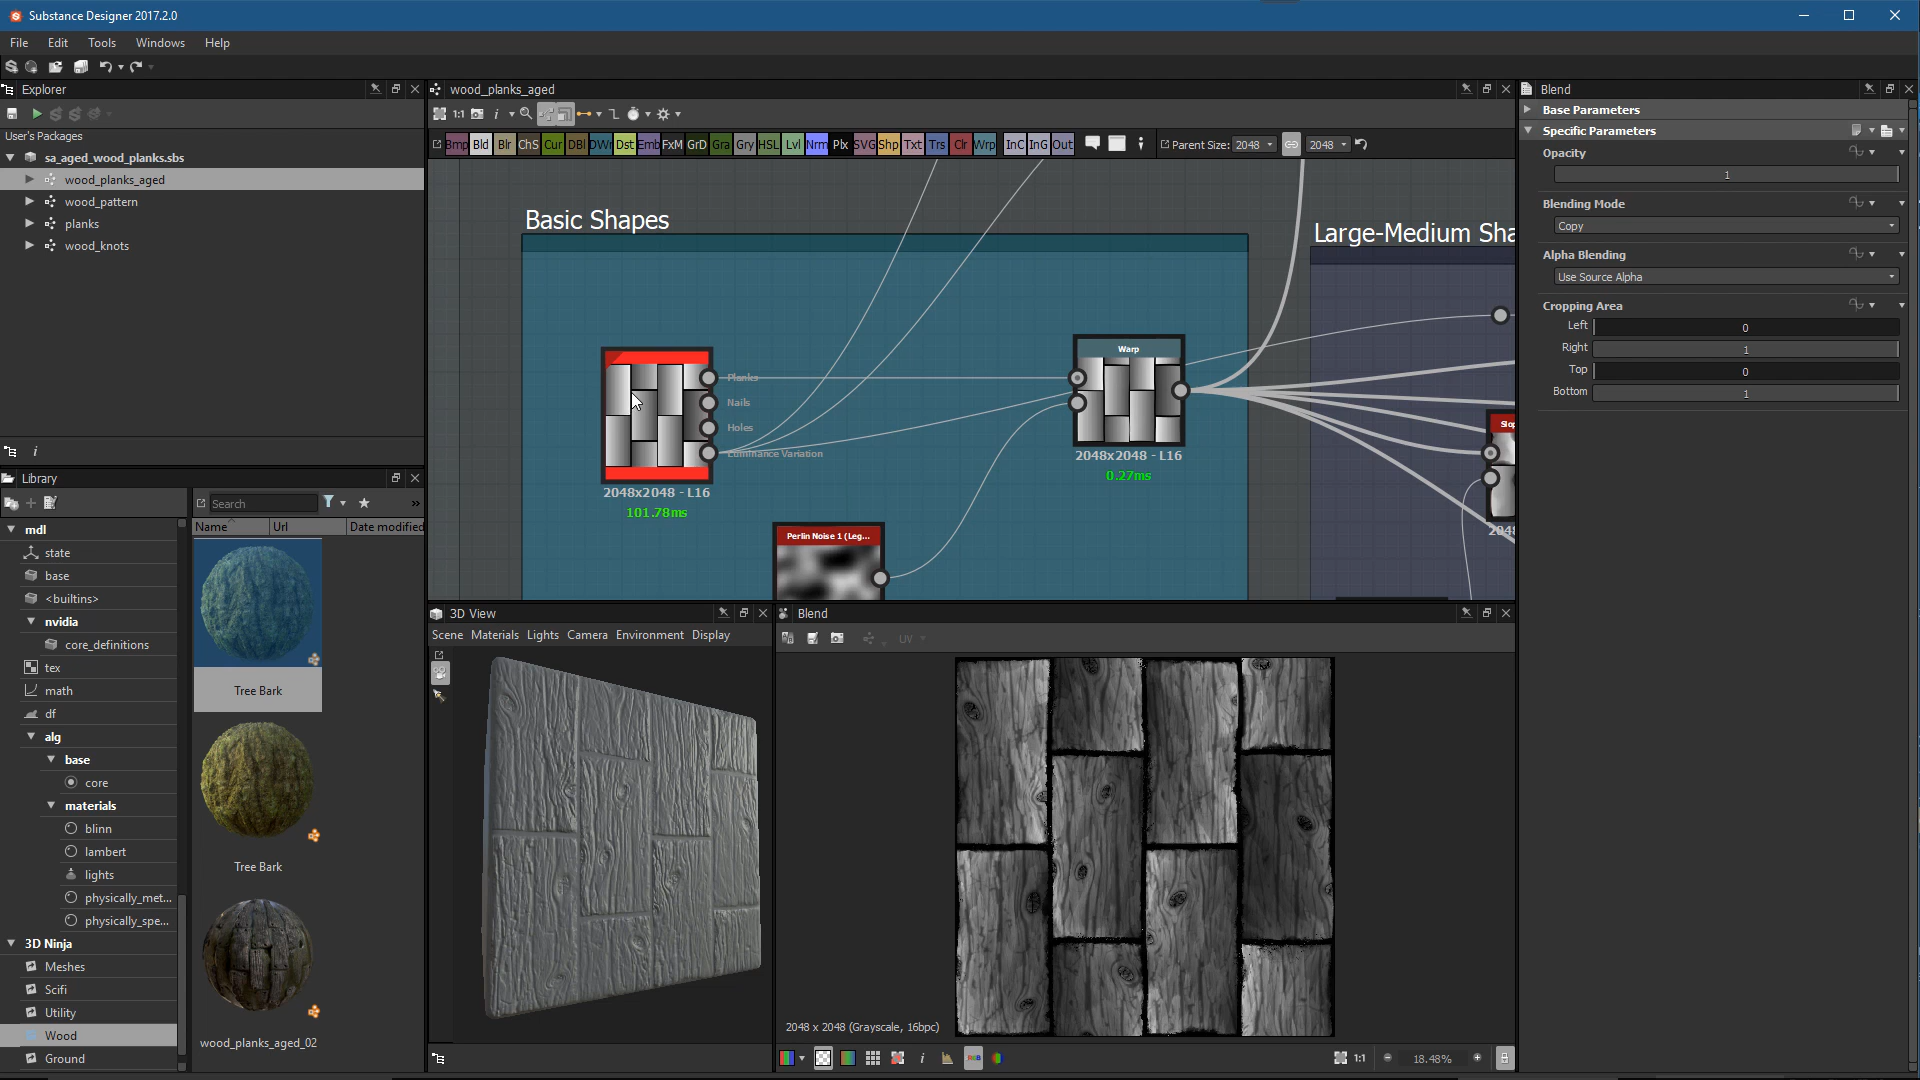 Substance Designer 2017.2.0
File Edit Tools Windows Help
Explorer
User's Packages
sa_aged_wood_planks.sbs
wood_planks_aged
wood_pattern
planks
wood_knots
i
Library
Search
Name Url Date modified
mdl
state
base
<builtins>
nvidia
core_definitions
tex
math
df
alg
base
core
materials
blinn
lambert
lights
physically_met...
physically_spe...
3D Ninja
Meshes
Scifi
Utility
Wood
Ground
Tree Bark
Tree Bark
wood_planks_aged_02
wood_planks_aged
1:1 i
Bmp Bld Blr ChS Cur DBl DWr Dst Emb FxM GrD Gra Gry HSL Lvl Nrm Plx SVG Shp Txt Trs Clr Wrp InC InG Out Parent Size: 2048 2048
Basic Shapes
Large-Medium Sha
Planks
Nails
Holes
Luminance Variation
2048x2048 - L16
101.78ms
Warp
2048x2048 - L16
0.27ms
Perlin Noise 1 (Leg...
Slop
2048
3D View
Scene Materials Lights Camera Environment Display
Blend
UV
2048 x 2048 (Grayscale, 16bpc)
i
1:1 18.48%
Blend
Base Parameters
Specific Parameters
Opacity
1
Blending Mode
Copy
Alpha Blending
Use Source Alpha
Cropping Area
Left 0
Right 1
Top 0
Bottom 1